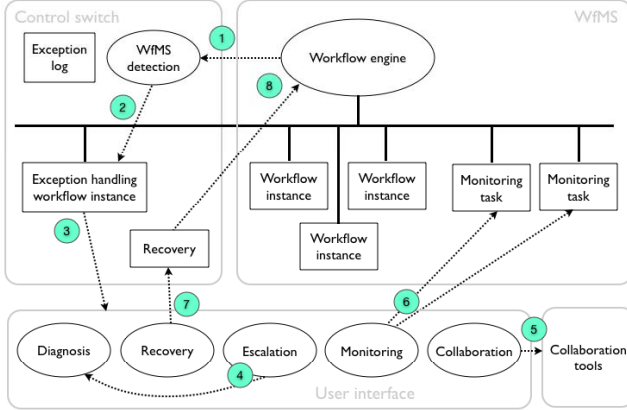 Control switch
WfMS
Exception
log
WfMS
detection
1
Workflow engine
8
2
Exception handling
workflow instance
Workflow
instance
Workflow
instance
Monitoring
task
Monitoring
task
3
Recovery
Workflow
instance
7
6
5
Diagnosis
Recovery
Escalation
Monitoring
Collaboration
Collaboration
tools
4
User interface